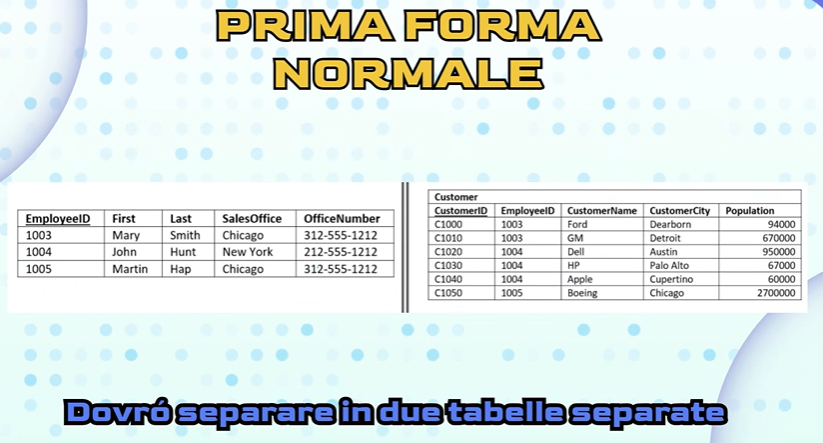 PRIMA FORMA
NORMALE
EmployeeID First Last SalesOffice OfficeNumber
1003 Mary Smith Chicago 312-555-1212
1004 John Hunt New York 212-555-1212
1005 Martin Hap Chicago 312-555-1212
Customer
CustomerID EmployeeID CustomerName CustomerCity Population
C1000 1003 Ford Dearborn 94000
C1010 1003 GM Detroit 670000
C1020 1004 Dell Austin 950000
C1030 1004 HP Palo Alto 67000
C1040 1004 Apple Cupertino 60000
C1050 1005 Boeing Chicago 2700000
Dovró separare in due tabelle separate